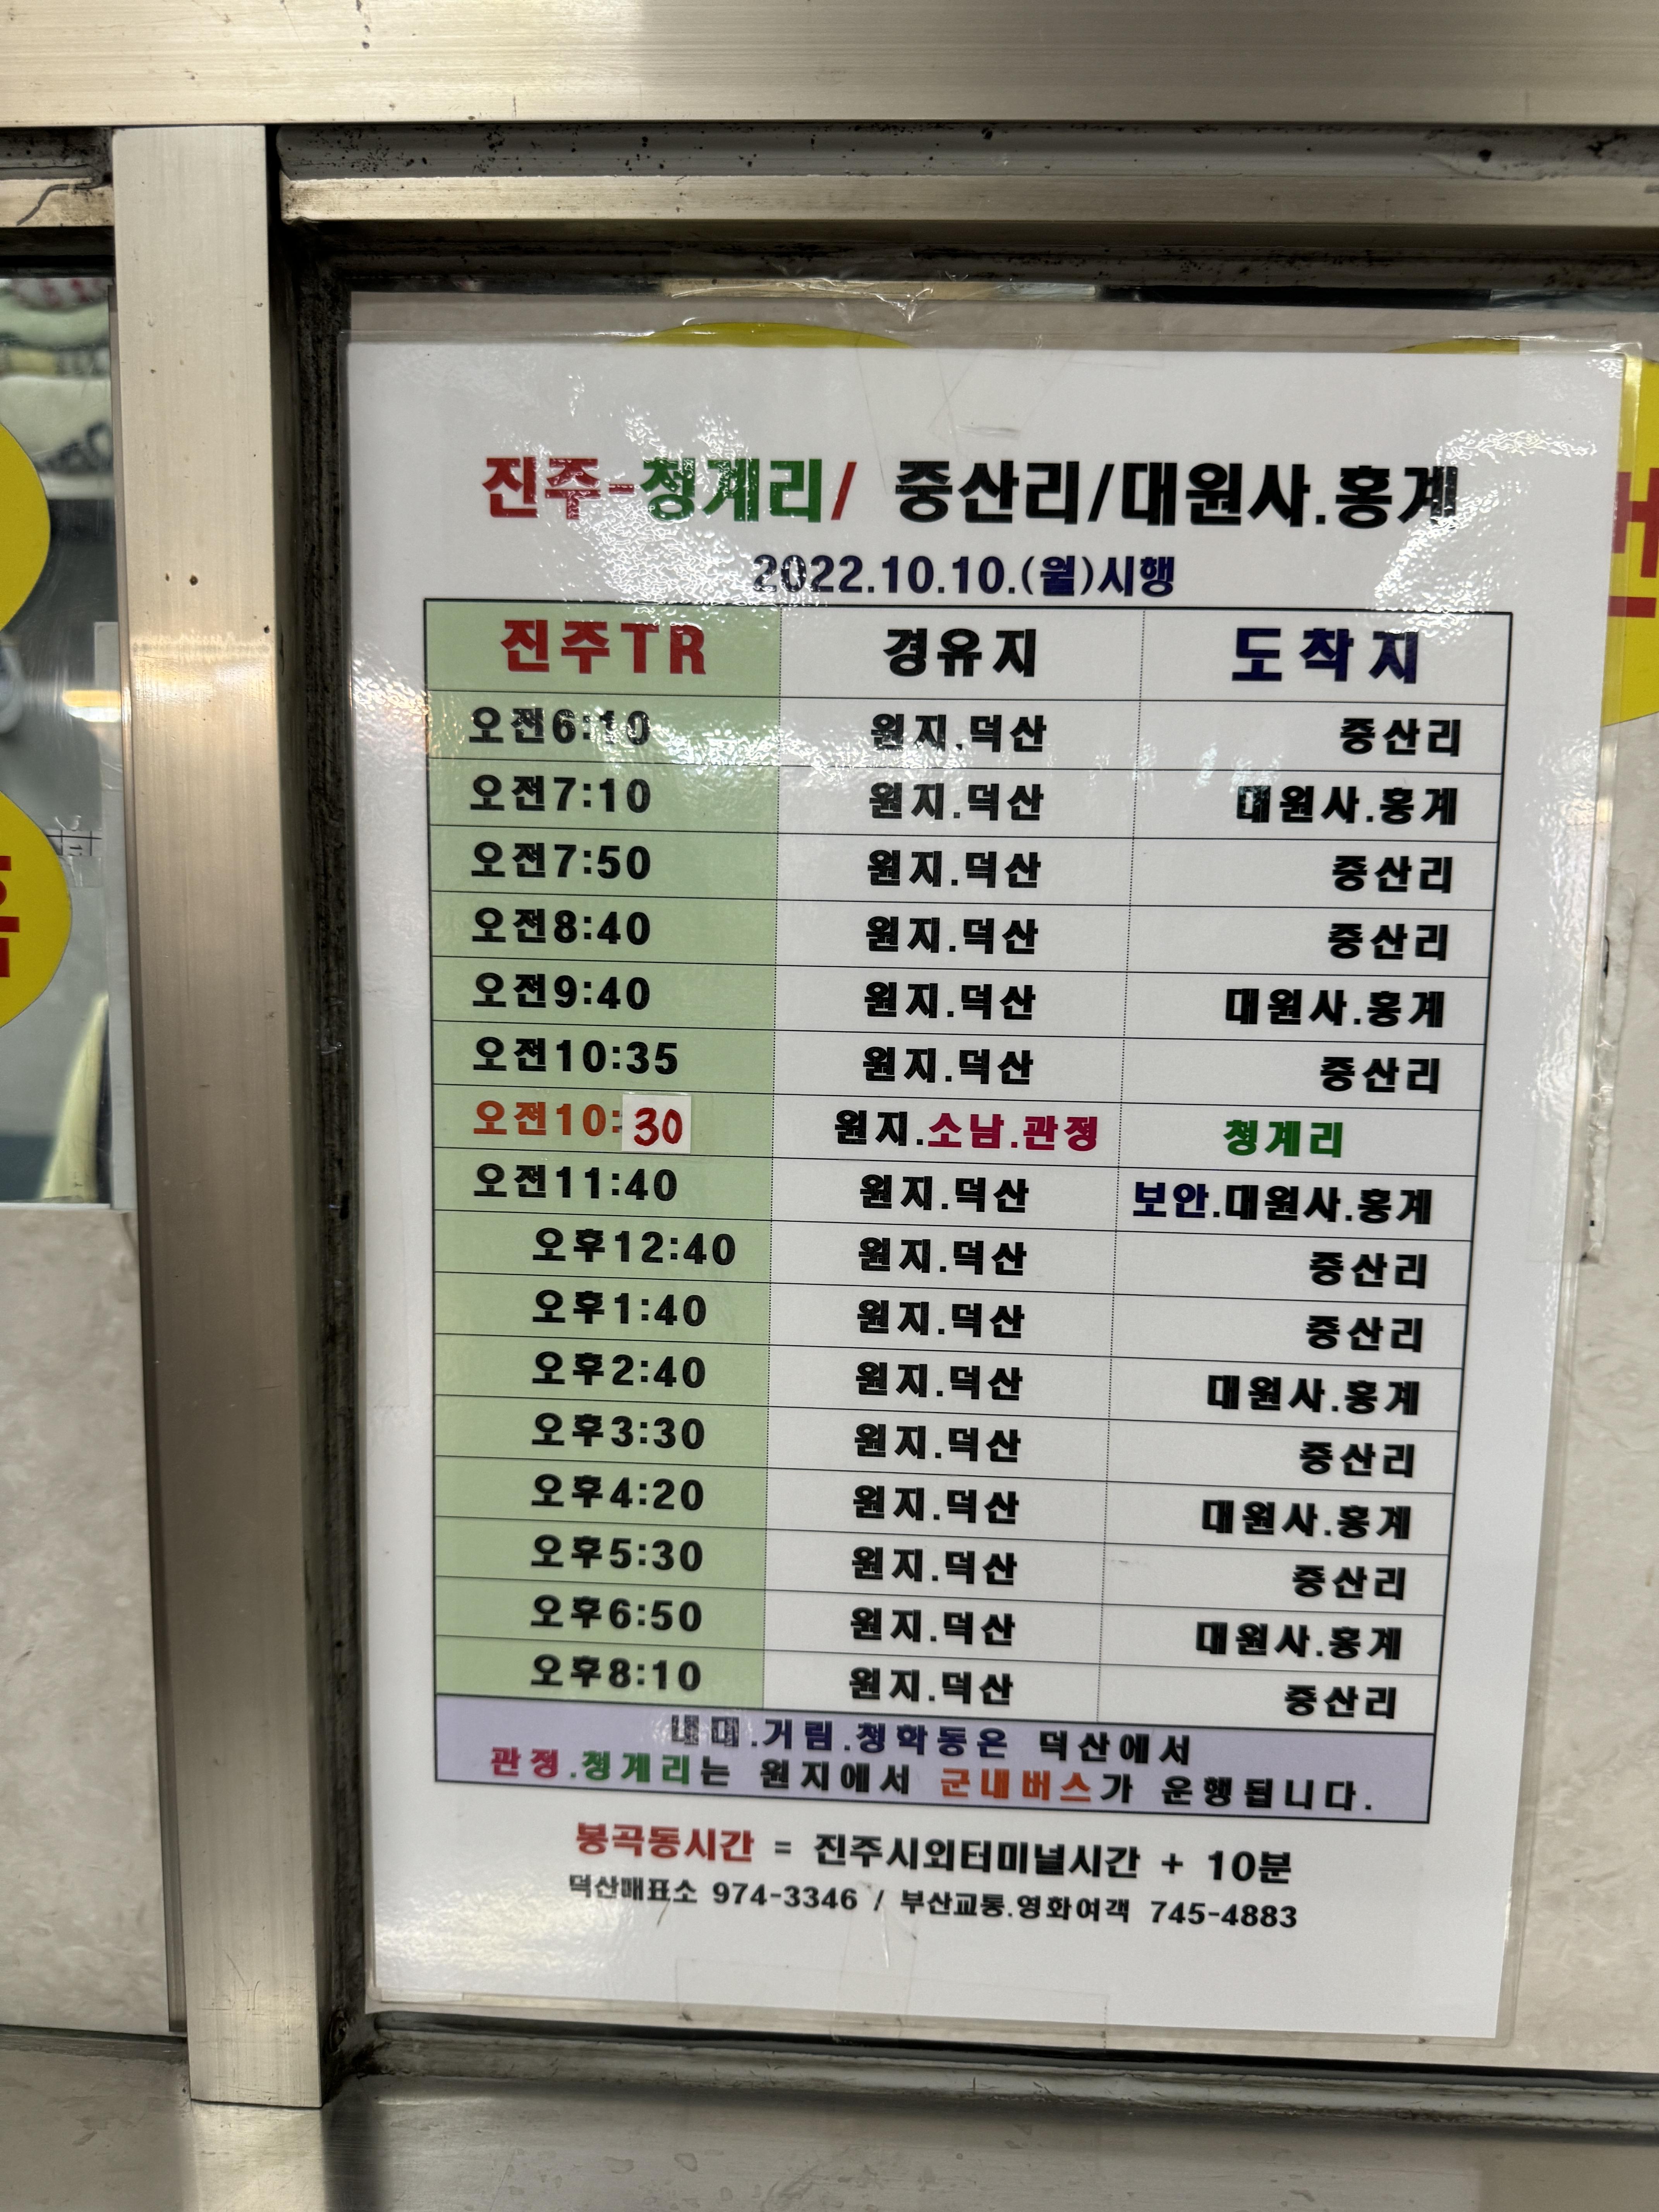 진주-청계리/ 중산리/대원사.홍계
2022.10.10.(월)시행
진주TR 경유지 도착지
오전6:10 원지.덕산 중산리
오전7:10 원지.덕산 대원사.홍계
오전7:50 원지.덕산 중산리
오전8:40 원지.덕산 중산리
오전9:40 원지.덕산 대원사.홍계
오전10:35 원지.덕산 중산리
오전10:30 원지.소남.관정 청계리
오전11:40 원지.덕산 보안.대원사.홍계
오후12:40 원지.덕산 중산리
오후1:40 원지.덕산 중산리
오후2:40 원지.덕산 대원사.홍계
오후3:30 원지.덕산 중산리
오후4:20 원지.덕산 대원사.홍계
오후5:30 원지.덕산 중산리
오후6:50 원지.덕산 대원사.홍계
오후8:10 원지.덕산 중산리
내대.거림.청학동은 덕산에서
관정.청계리는 원지에서 군내버스가 운행됩니다.
봉곡동시간 = 진주시외터미널시간 + 10분
덕산매표소 974-3346 / 부산교통.영화여객 745-4883